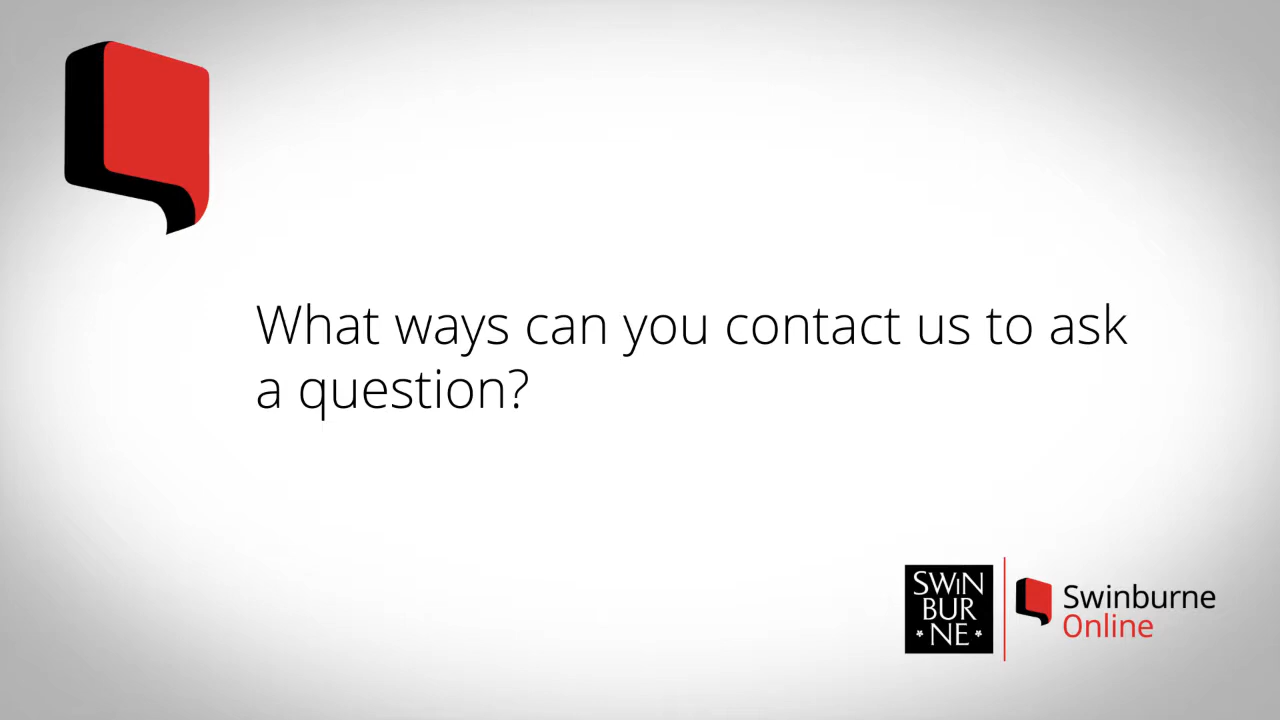 What ways can you contact us to ask
a question?
SWiN
BUR
NE
Swinburne
Online